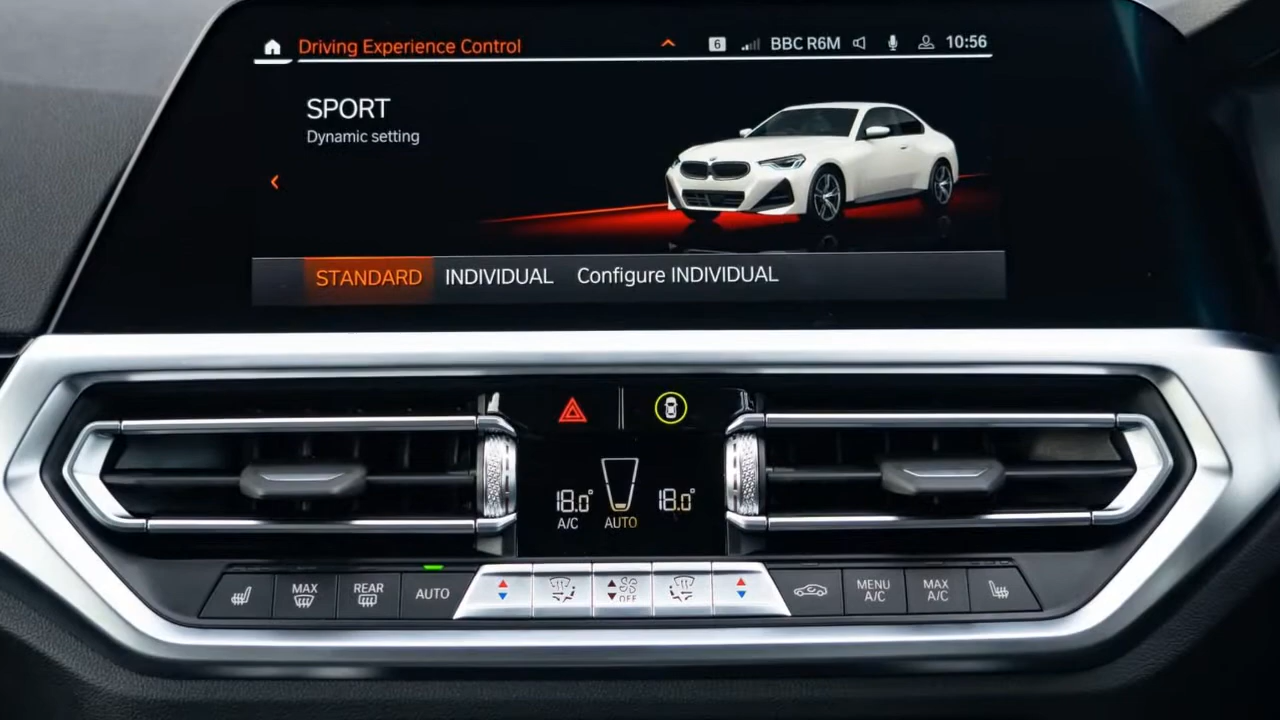 Driving Experience Control
6 BBC R6M 10:56
SPORT
Dynamic setting
STANDARD INDIVIDUAL Configure INDIVIDUAL
18.0° 18.0°
A/C AUTO
MAX REAR AUTO OFF MENU A/C MAX A/C